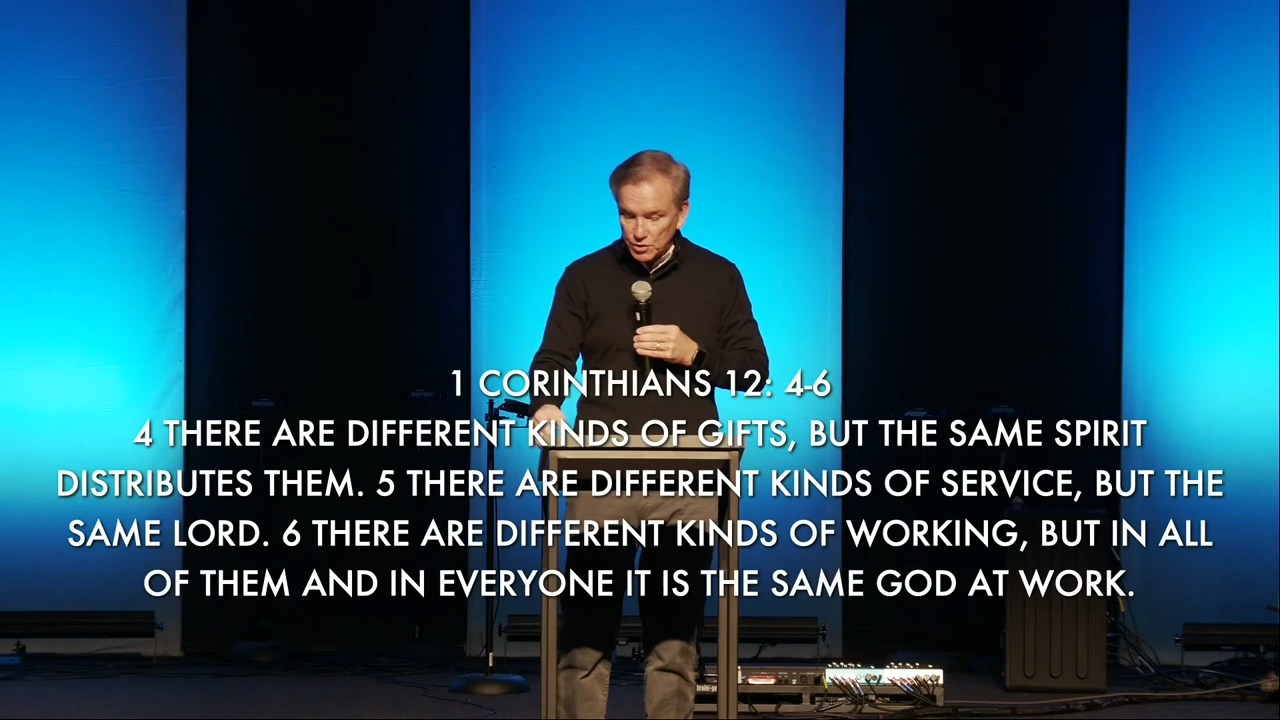 1 CORINTHIANS 12: 4-6
4 THERE ARE DIFFERENT KINDS OF GIFTS, BUT THE SAME SPIRIT
DISTRIBUTES THEM. 5 THERE ARE DIFFERENT KINDS OF SERVICE, BUT THE
SAME LORD. 6 THERE ARE DIFFERENT KINDS OF WORKING, BUT IN ALL
OF THEM AND IN EVERYONE IT IS THE SAME GOD AT WORK.